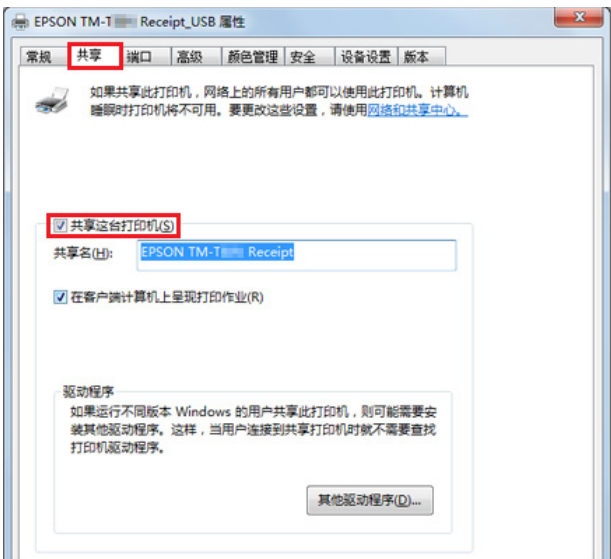 EPSON TM-T Receipt_USB 属性
常规 共享 端口 高级 颜色管理 安全 设备设置 版本
如果共享此打印机，网络上的所有用户都可以使用此打印机。计算机
睡眠时打印机将不可用。要更改这些设置，请使用网络和共享中心。
共享这台打印机(S)
共享名(H): EPSON TM-T Receipt
在客户端计算机上呈现打印作业(R)
驱动程序
如果运行不同版本 Windows 的用户共享此打印机，则可能需要安
装其他驱动程序。这样，当用户连接到共享打印机时就不需要查找
打印机驱动程序。
其他驱动程序(D)...